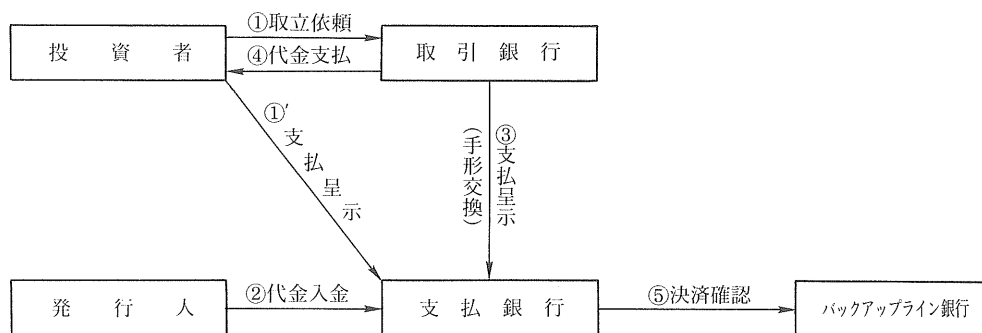 ①取立依頼
投資者
取引銀行
④代金支払
①′支払呈示
③支払呈示
(手形交換)
発行人
②代金入金
支払銀行
⑤決済確認
バックアップライン銀行